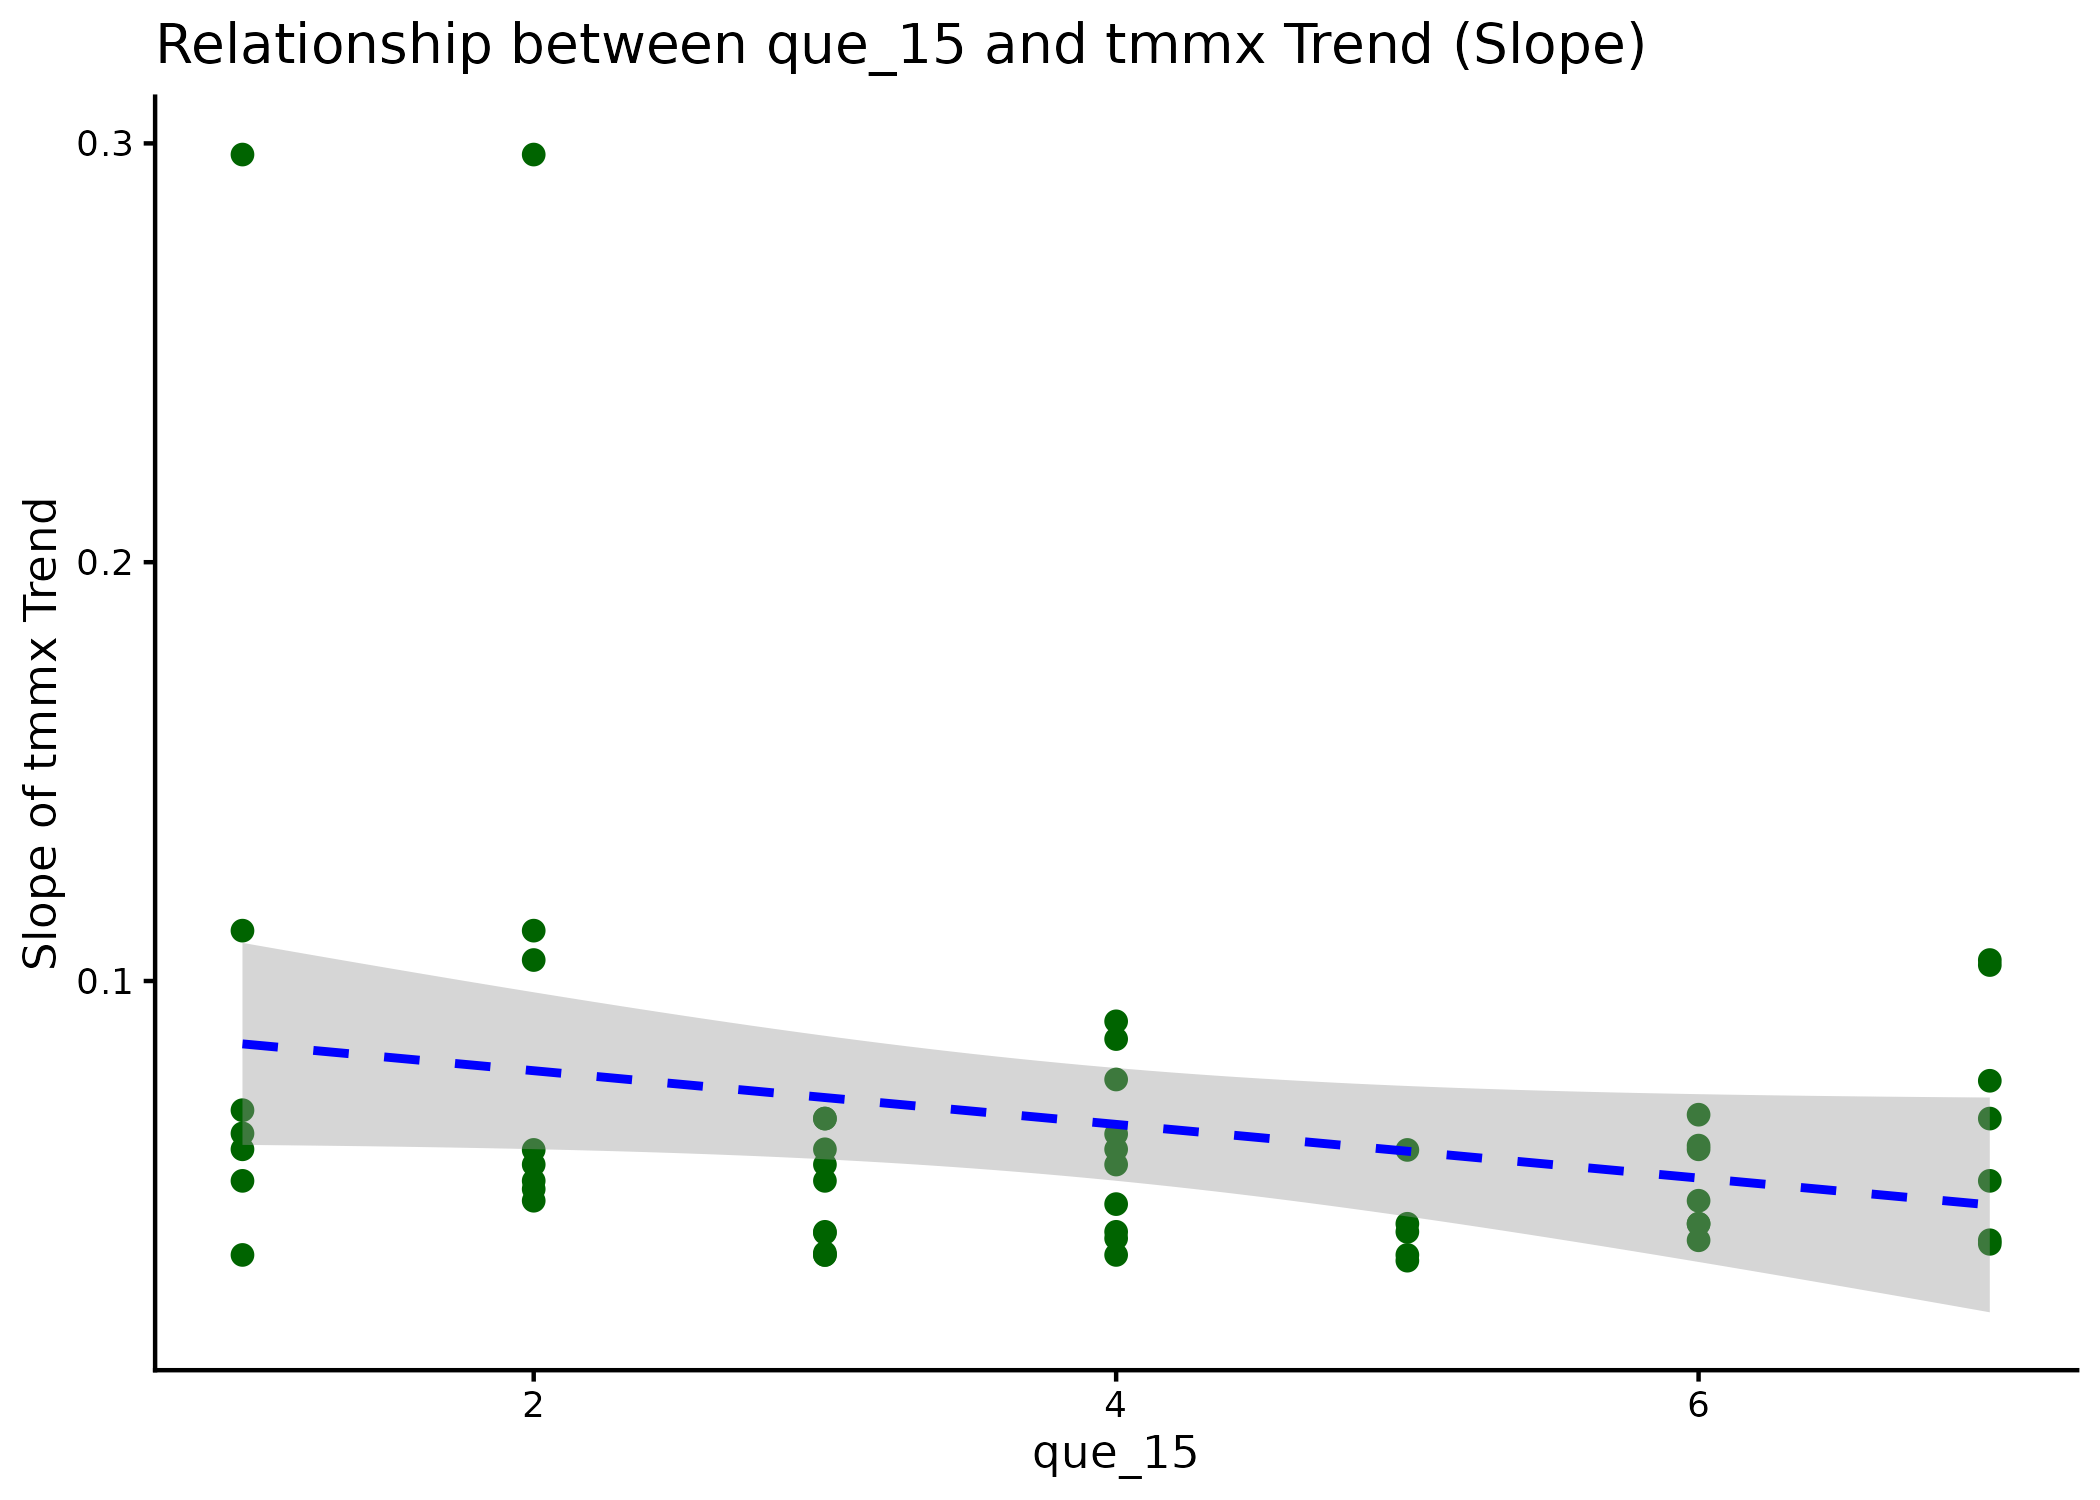 Relationship between que_15 and tmmx Trend (Slope)
Slope of tmmx Trend
0.3
0.2
0.1
2
4
6
que_15